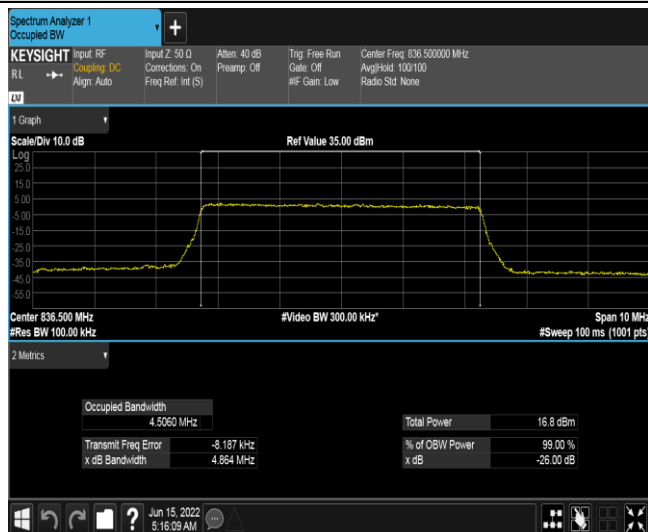 Spectrum Analyzer 1
Occupied BW
+
KEYSIGHT
RL
LXI
Input: RF
Coupling: DC
Align: Auto
Input Z: 50 Ω
Corrections: On
Freq Ref: Int (S)
Atten: 40 dB
Preamp: Off
Trig: Free Run
Gate: Off
#IF Gain: Low
Center Freq: 836.500000 MHz
Avg|Hold: 100/100
Radio Std: None
1 Graph
Scale/Div 10.0 dB
Ref Value 35.00 dBm
Log
25.0
15.0
5.00
-5.00
-15.0
-25.0
-35.0
-45.0
-55.0
Center 836.500 MHz
#Video BW 300.00 kHz*
Span 10 MHz
#Res BW 100.00 kHz
#Sweep 100 ms (1001 pts)
2 Metrics
Occupied Bandwidth
4.5060 MHz
Total Power 16.8 dBm
Transmit Freq Error -8.187 kHz
% of OBW Power 99.00 %
x dB Bandwidth 4.864 MHz
x dB -26.00 dB
?
Jun 15, 2022
5:16:09 AM